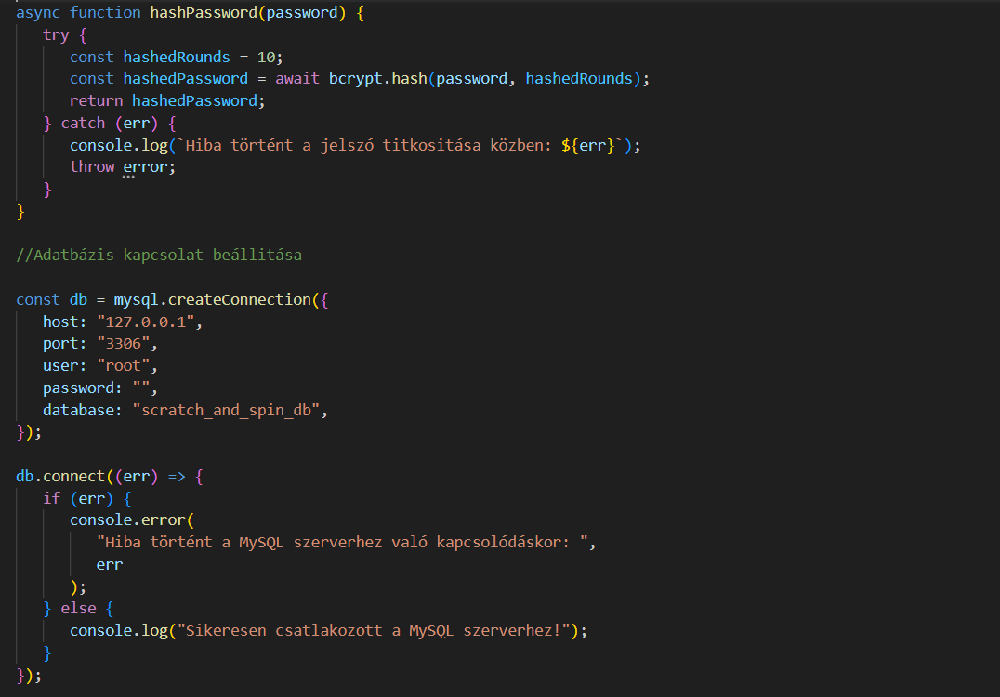 async function hashPassword(password) {
try {
const hashedRounds = 10;
const hashedPassword = await bcrypt.hash(password, hashedRounds);
return hashedPassword;
} catch (err) {
console.log(`Hiba történt a jelszó titkositása közben: ${err}`);
throw error;
}
}
//Adatbázis kapcsolat beállitása
const db = mysql.createConnection({
host: "127.0.0.1",
port: "3306",
user: "root",
password: "",
database: "scratch_and_spin_db",
});
db.connect((err) => {
if (err) {
console.error(
"Hiba történt a MySQL szerverhez való kapcsolódáskor: ",
err
);
} else {
console.log("Sikeresen csatlakozott a MySQL szerverhez!");
}
});